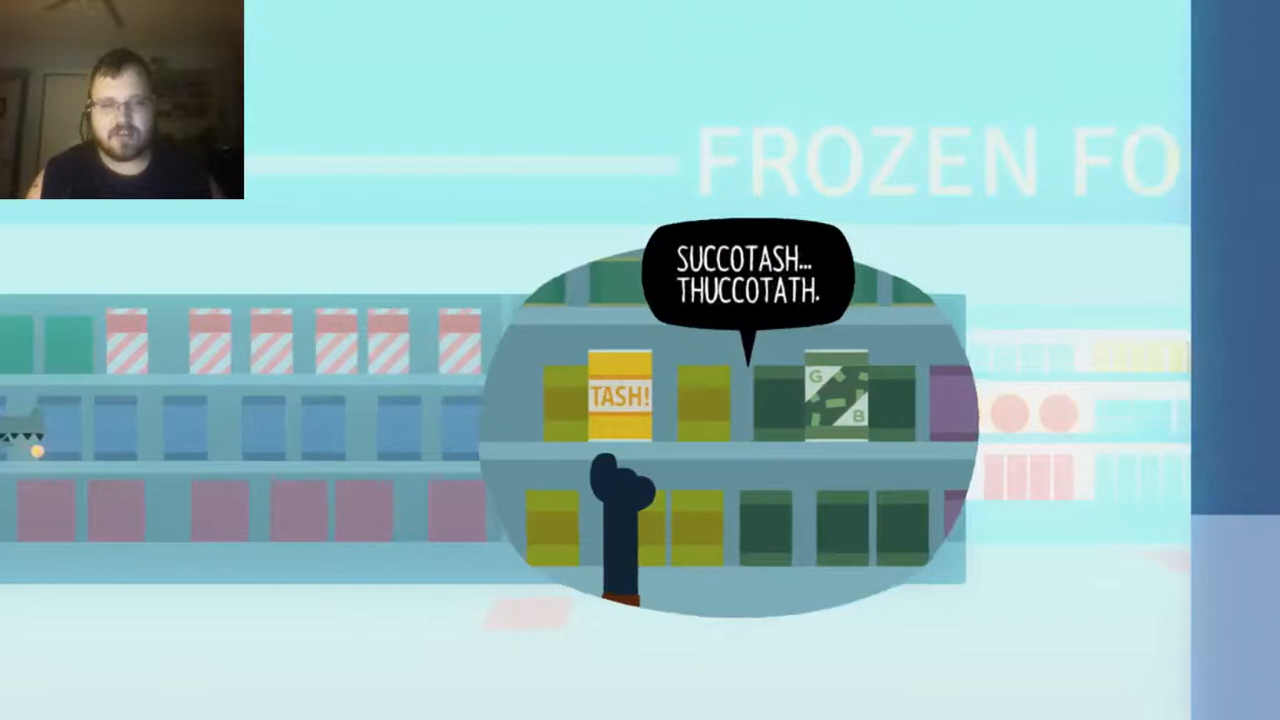 FROZEN FO
SUCCOTASH...
THUCCOTATH.
TASH!
G
B